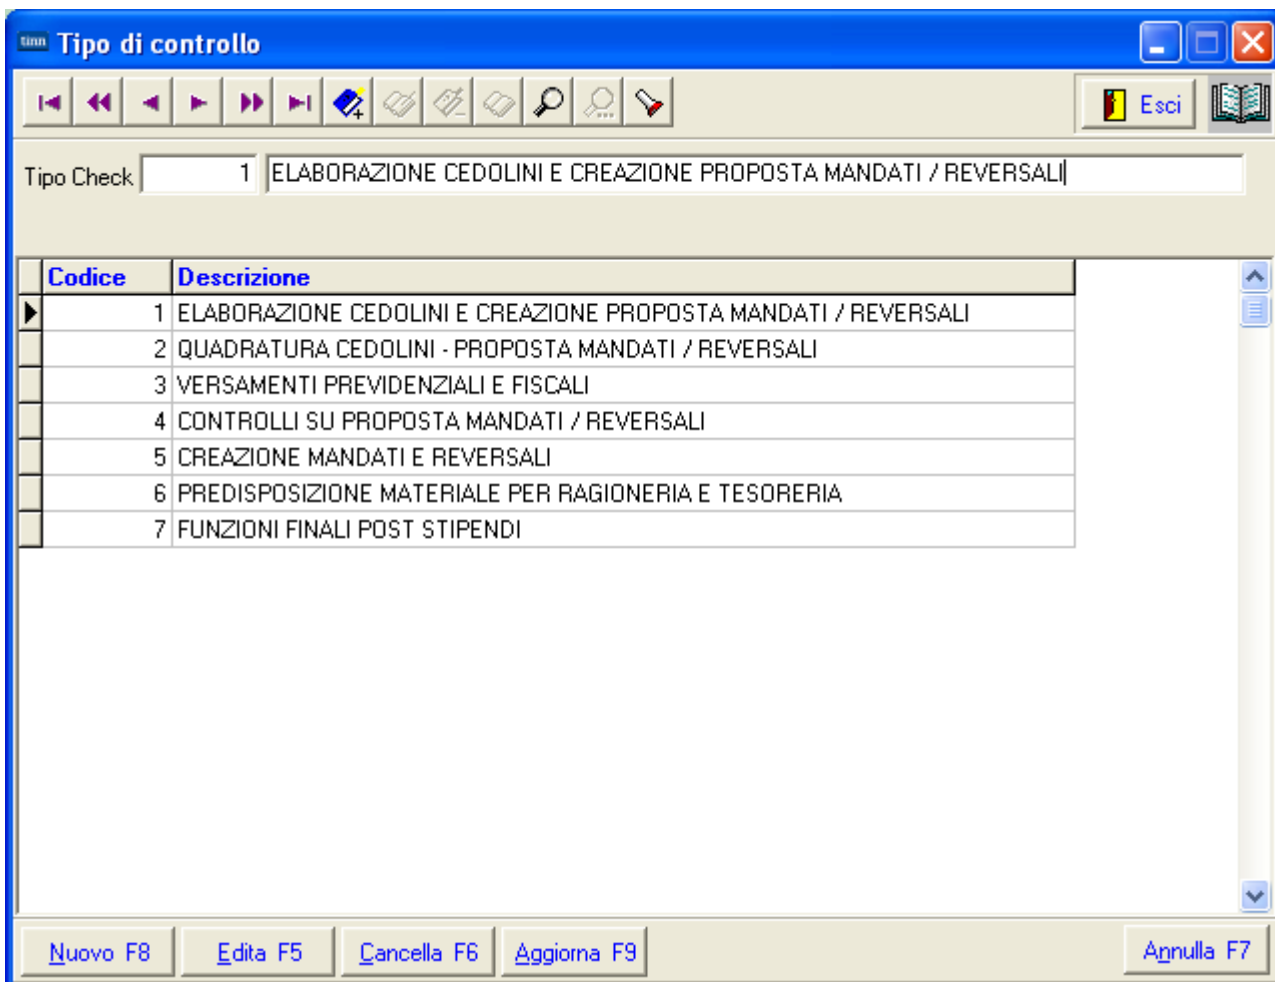 tinn Tipo di controllo
Esci
Tipo Check 1 ELABORAZIONE CEDOLINI E CREAZIONE PROPOSTA MANDATI / REVERSALI
Codice Descrizione
1 ELABORAZIONE CEDOLINI E CREAZIONE PROPOSTA MANDATI / REVERSALI
2 QUADRATURA CEDOLINI - PROPOSTA MANDATI / REVERSALI
3 VERSAMENTI PREVIDENZIALI E FISCALI
4 CONTROLLI SU PROPOSTA MANDATI / REVERSALI
5 CREAZIONE MANDATI E REVERSALI
6 PREDISPOSIZIONE MATERIALE PER RAGIONERIA E TESORERIA
7 FUNZIONI FINALI POST STIPENDI
Nuovo F8 Edita F5 Cancella F6 Aggiorna F9 Annulla F7